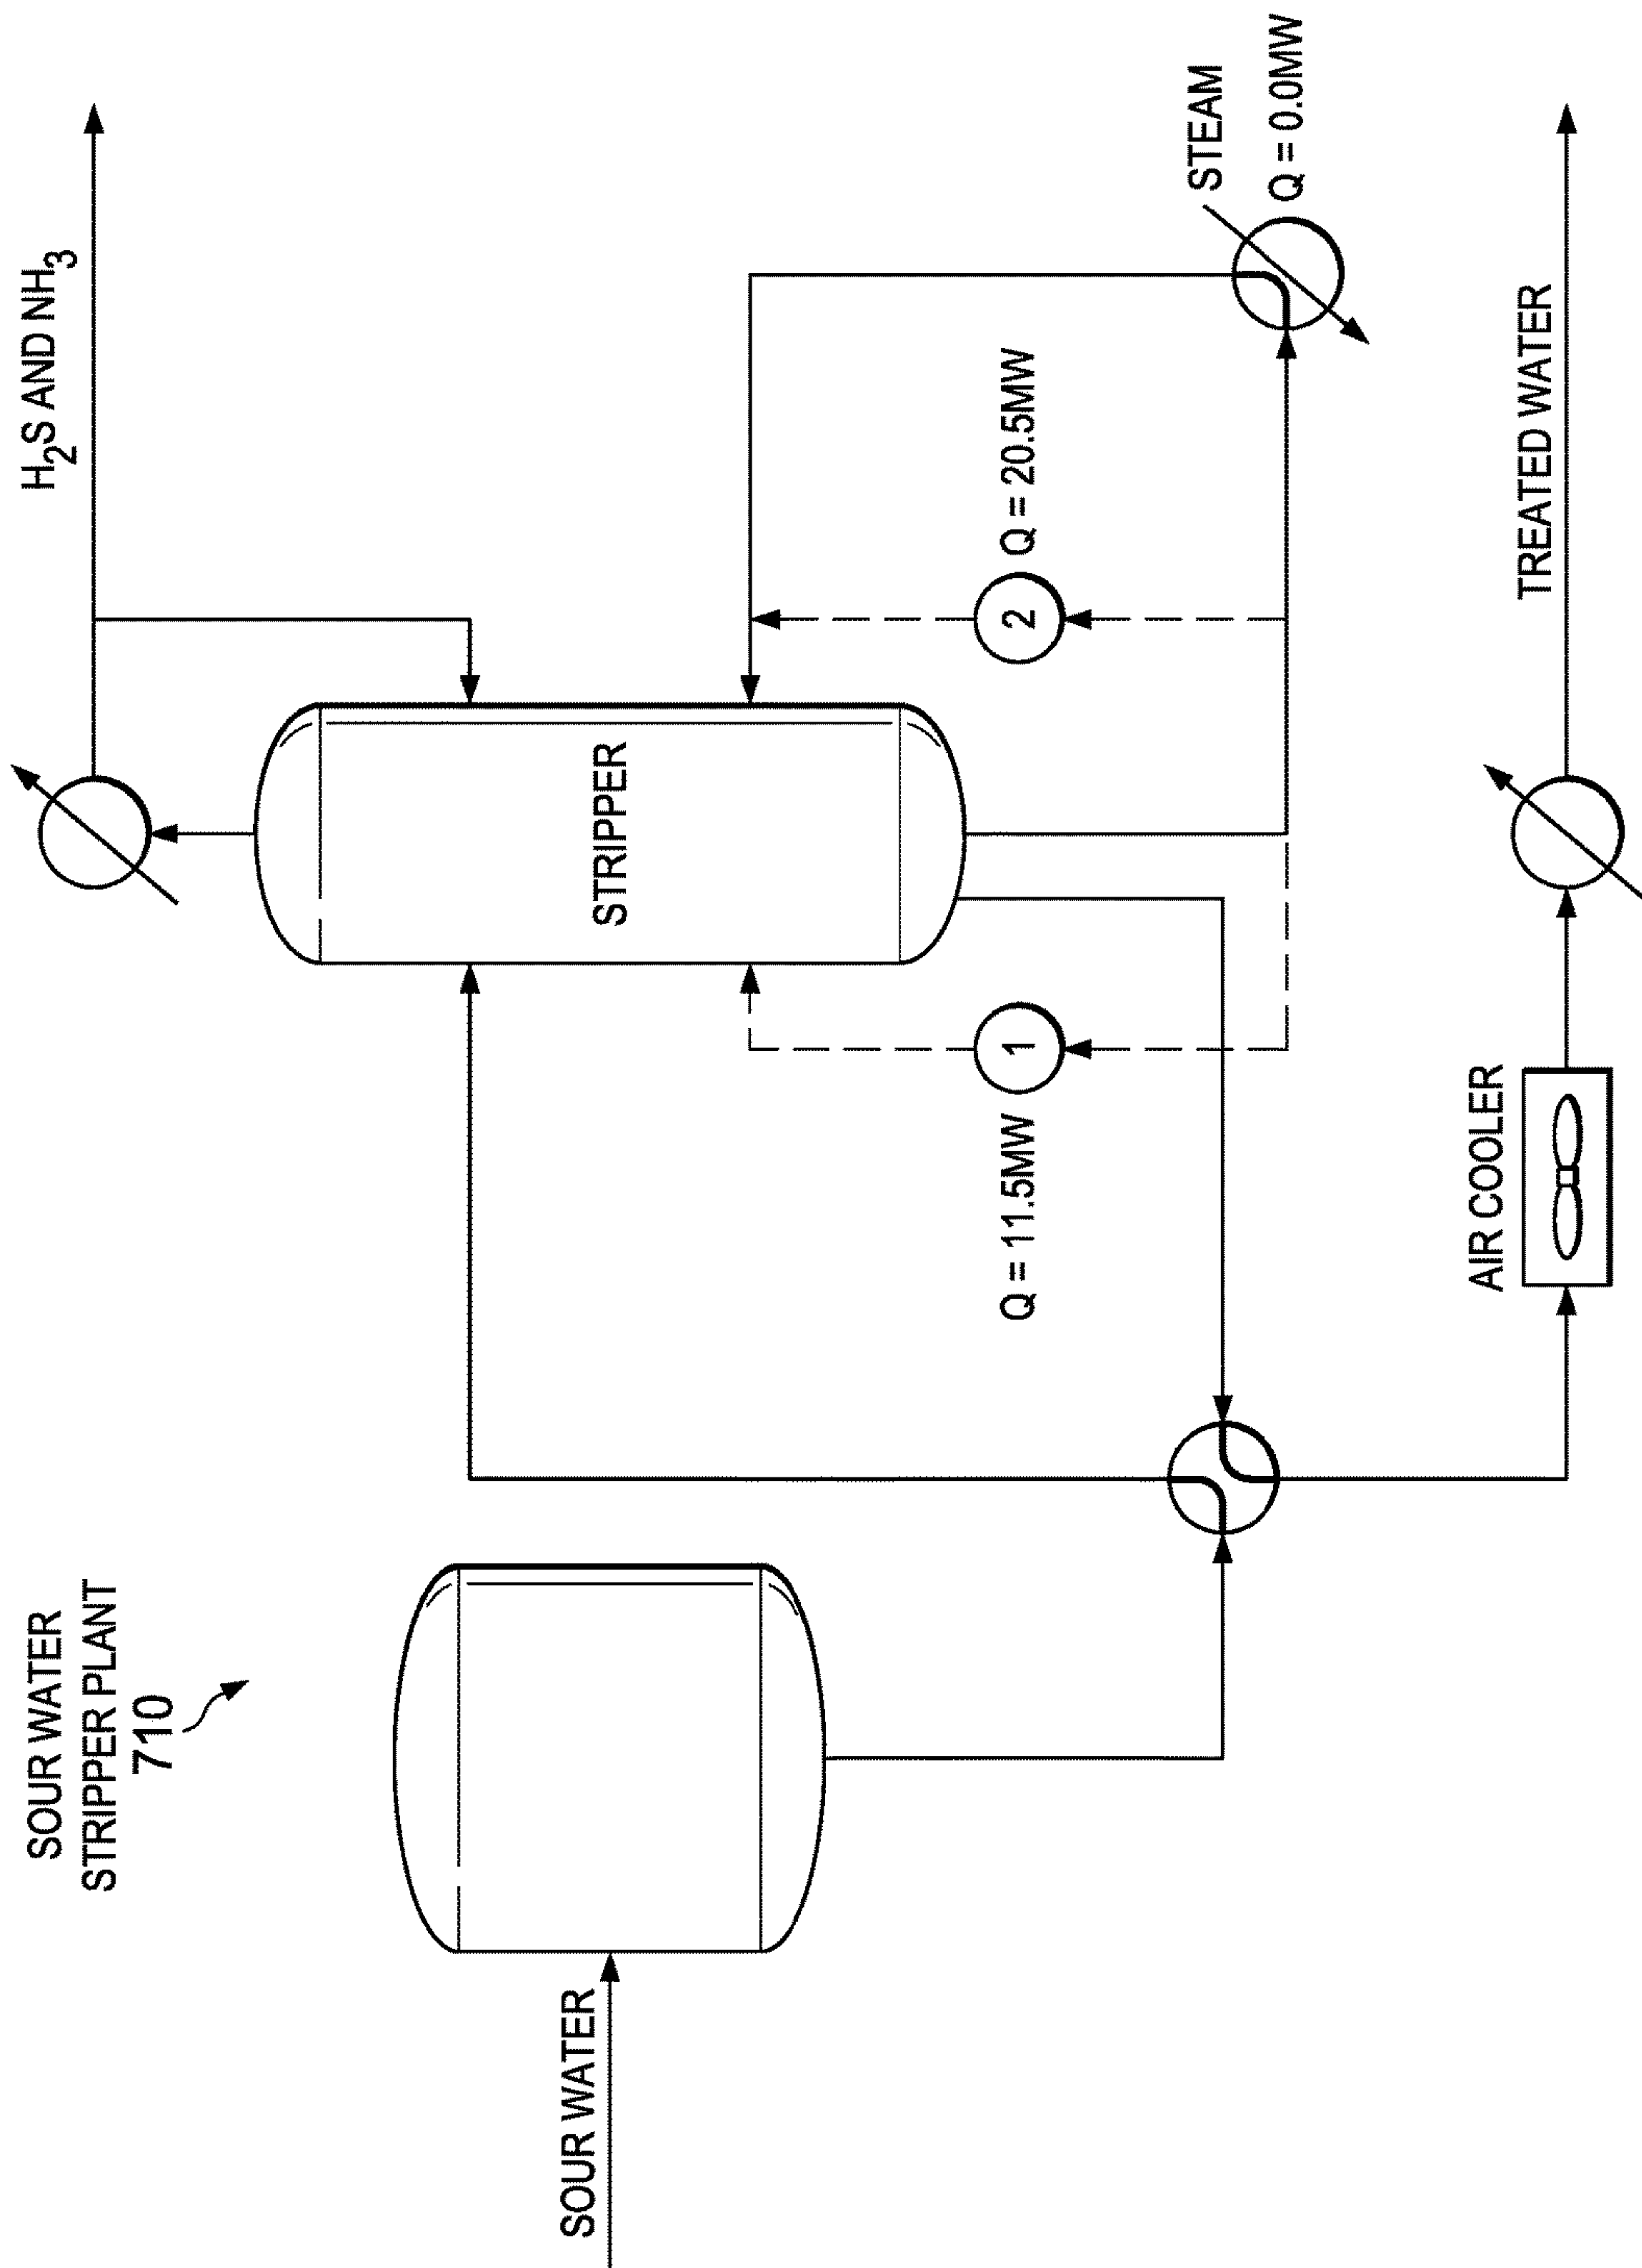 SOUR WATER
STRIPPER PLANT
710
SOUR WATER
H2S AND NH3
STRIPPER
Q = 11.5MW
1
2
Q = 20.5MW
STEAM
Q = 0.0MW
AIR COOLER
TREATED WATER